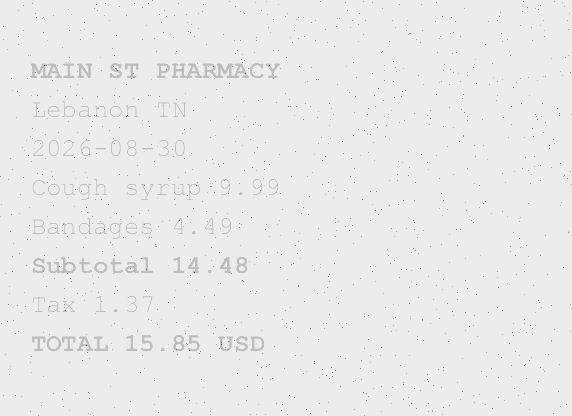 MAIN ST PHARMACY
Lebanon TN
2026-08-30
Cough syrup 9.99
Bandages 4.49
Subtotal 14.48
Tax 1.37
TOTAL 15.85 USD